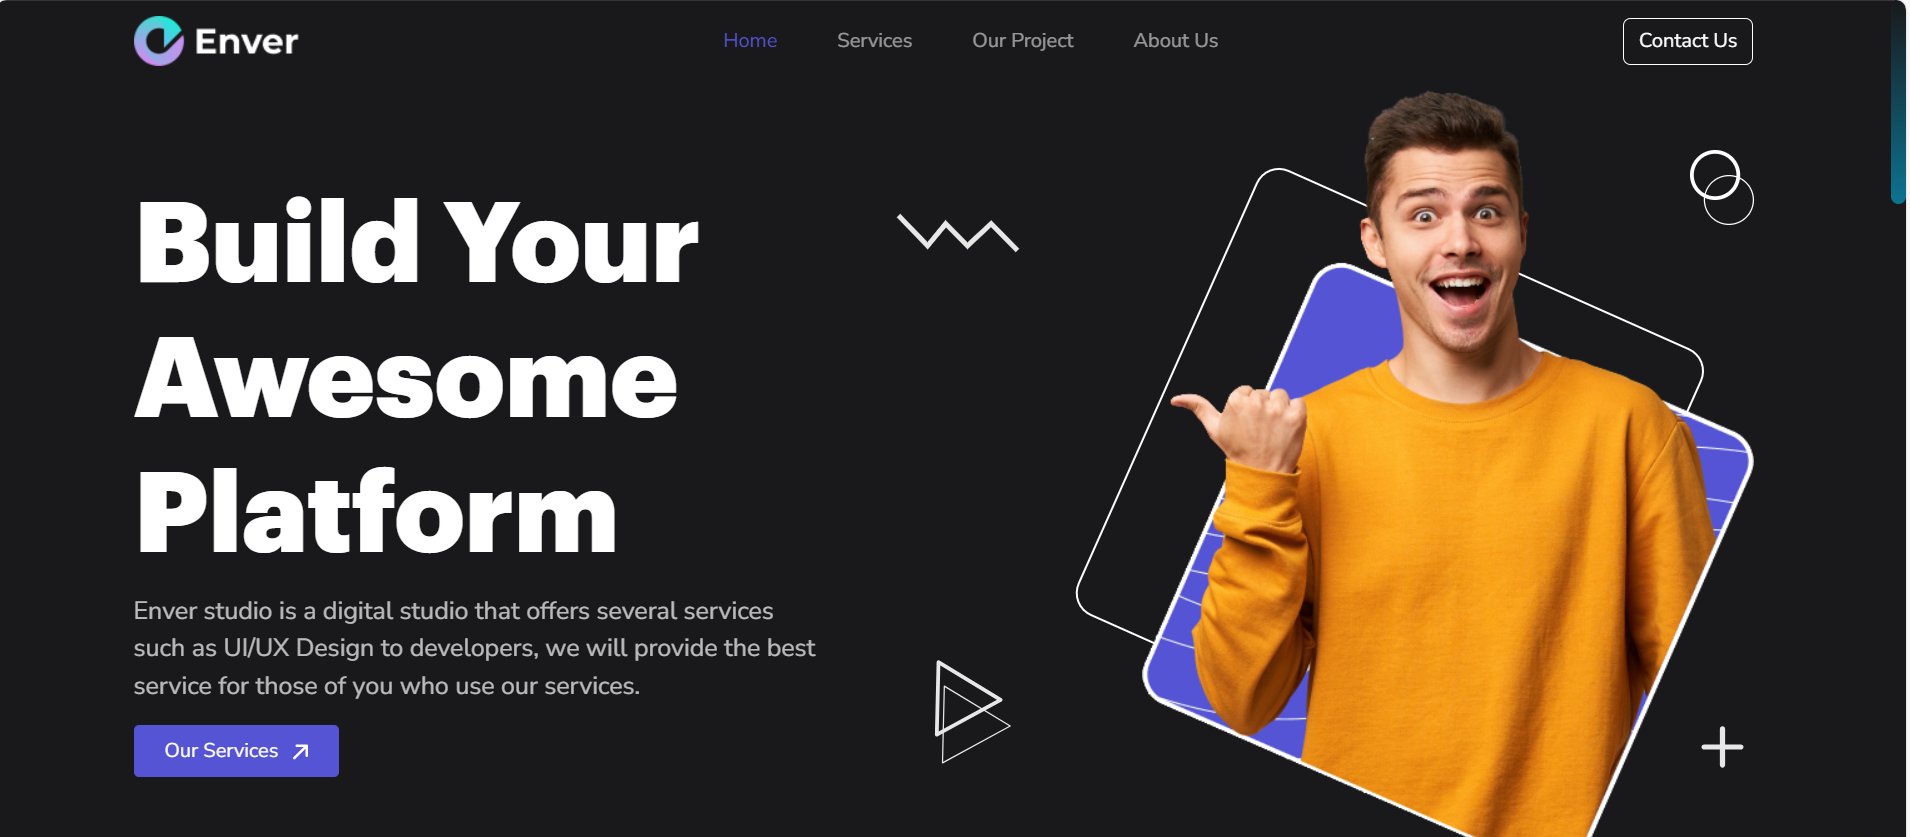 Enver
Home
Services
Our Project
About Us
Contact Us
Build Your
Awesome
Platform
Enver studio is a digital studio that offers several services
such as UI/UX Design to developers, we will provide the best
service for those of you who use our services.
Our Services